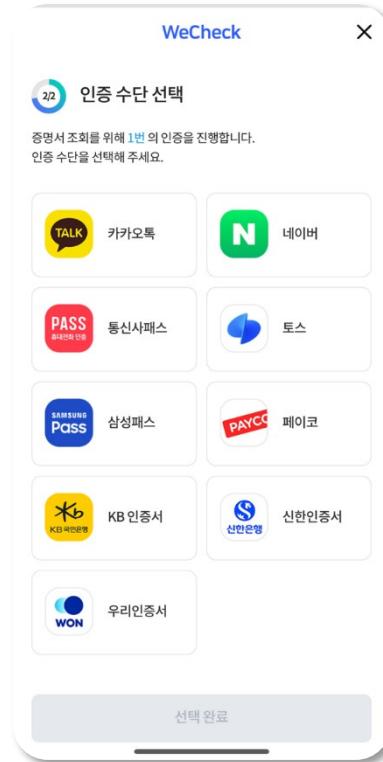 WeCheck
2/2 인증 수단 선택
증명서 조회를 위해 1번 의 인증을 진행합니다.
인증 수단을 선택해 주세요.
TALK 카카오톡
N 네이버
PASS 휴대전화 인증 통신사패스
토스
SAMSUNG Pass 삼성패스
PAYCO 페이코
KB국민은행 KB 인증서
신한은행 신한인증서
WON 우리인증서
선택 완료